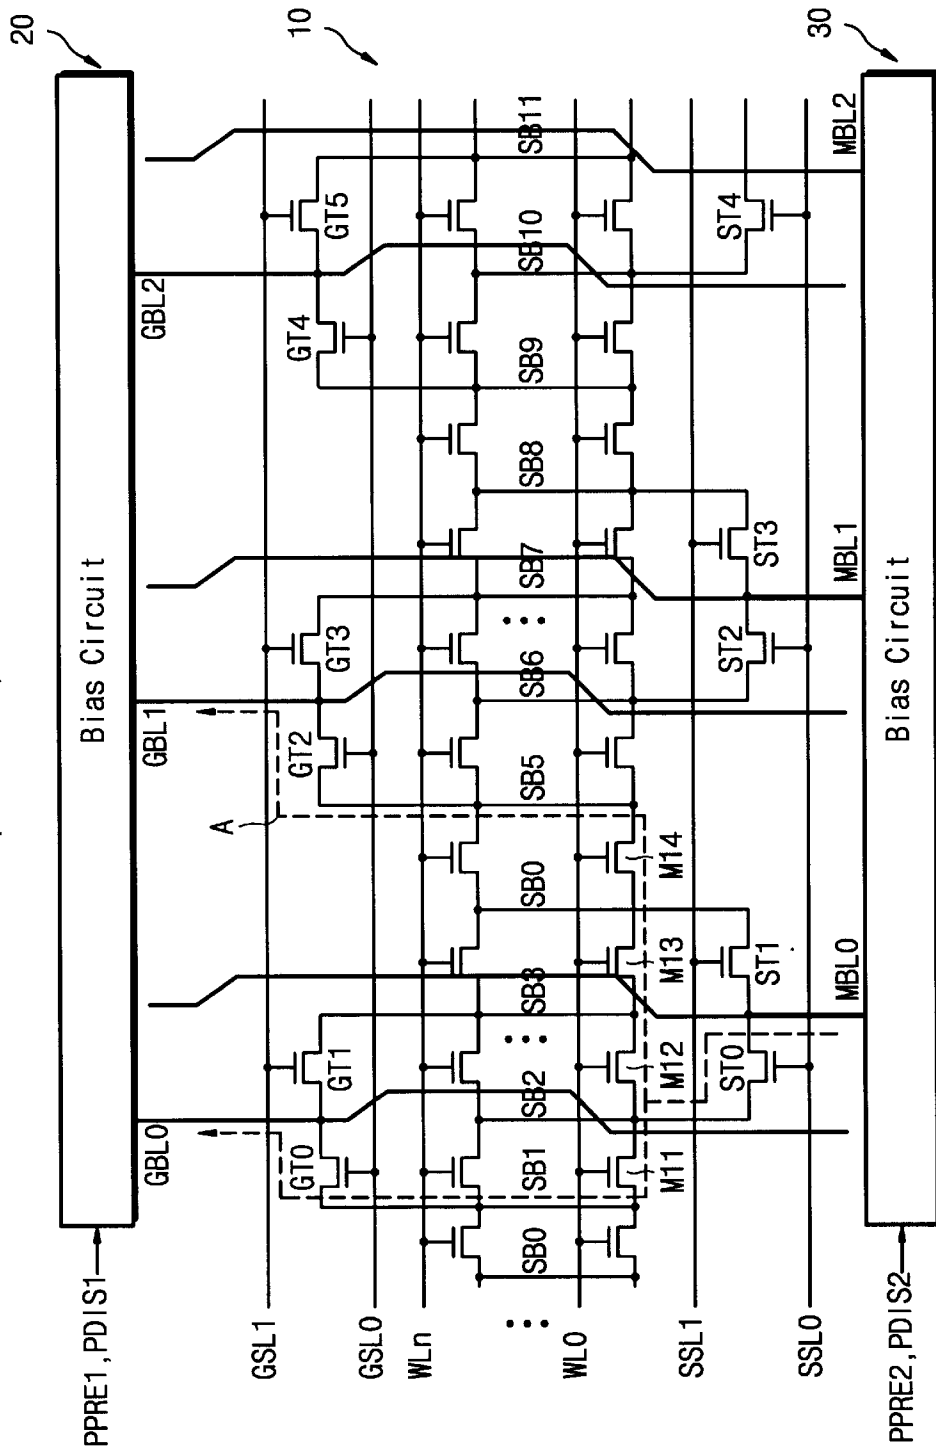 20
10
30
Bias Circuit
PPRE1,PDIS1
GBL0
GBL1
GBL2
A
GSL1
GT0
GT1
GT2
GT3
GT4
GT5
GSL0
WLn
SB0
SB1
SB2
SB3
SB0
SB5
SB6
SB7
SB8
SB9
SB10
SB11
WL0
M11
M12
M13
M14
SSL1
ST0
ST1
ST2
ST3
ST4
SSL0
MBL0
MBL1
MBL2
Bias Circuit
PPRE2,PDIS2